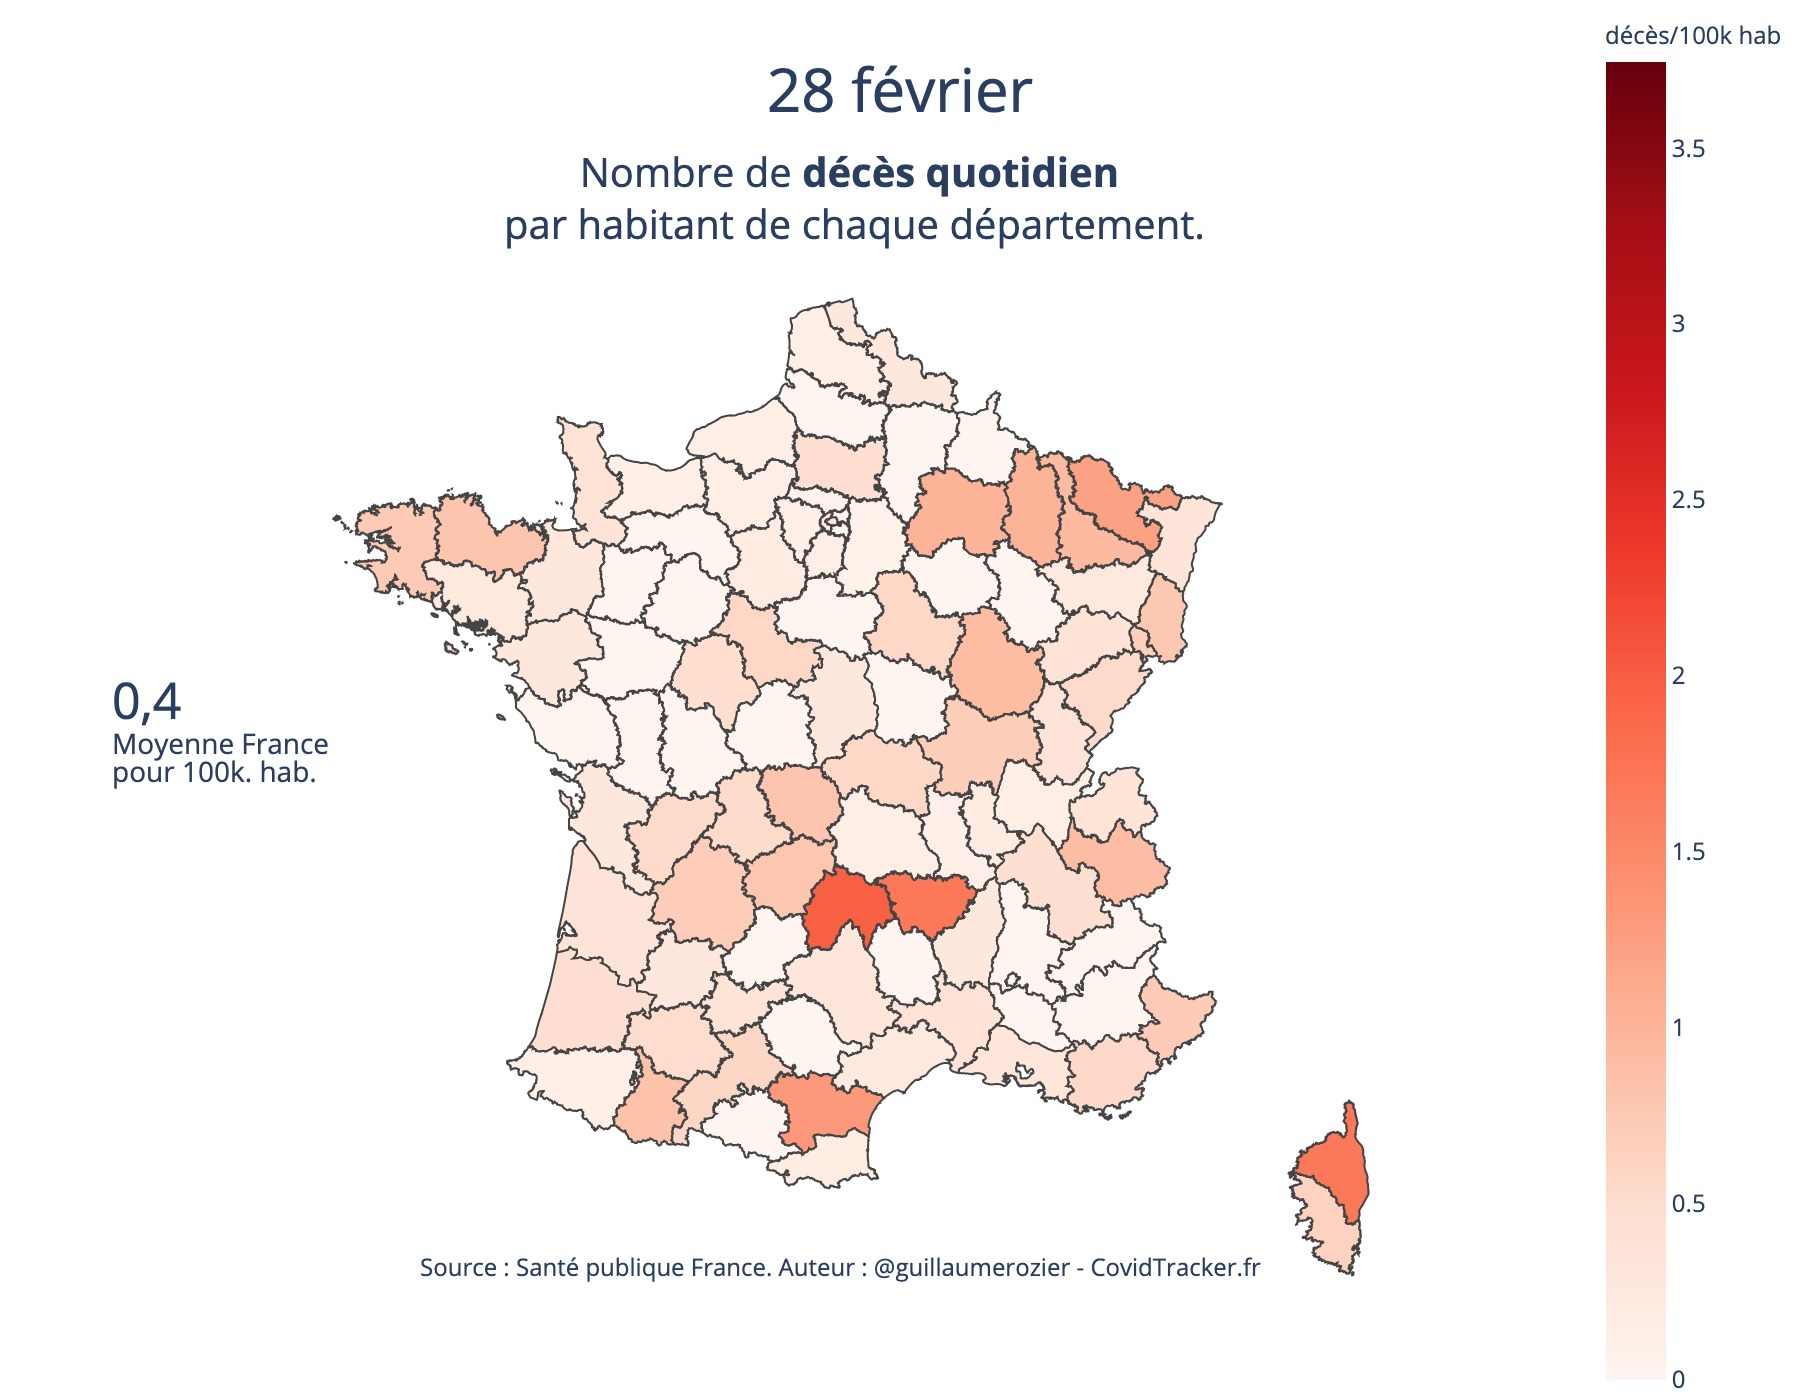 décès/100k hab
28 février
Nombre de décès quotidien
par habitant de chaque département.
3.5
3
2.5
2
1.5
1
0.5
0
0,4
Moyenne France
pour 100k. hab.
Source : Santé publique France. Auteur : @guillaumerozier - CovidTracker.fr